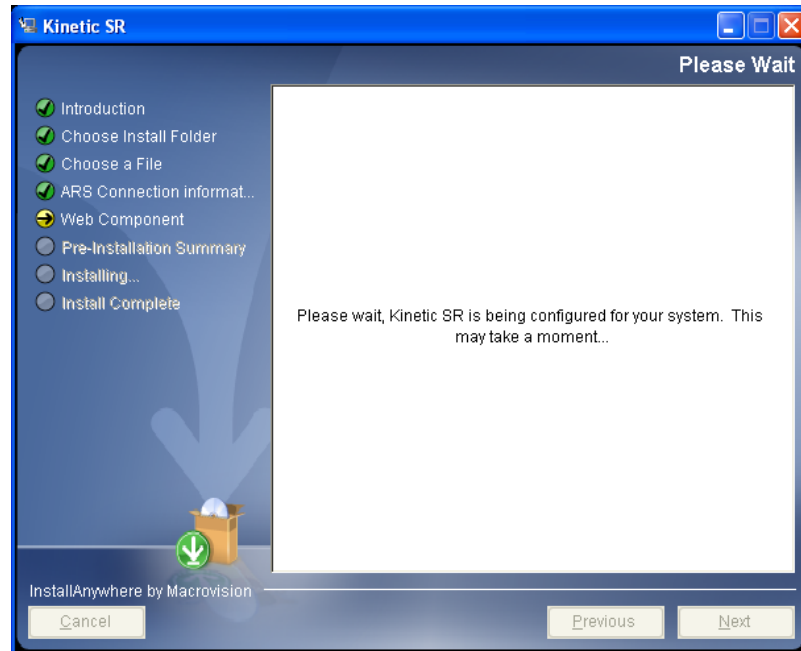 Kinetic SR
Please Wait
Introduction
Choose Install Folder
Choose a File
ARS Connection informat...
Web Component
Pre-Installation Summary
Installing...
Install Complete
Please wait, Kinetic SR is being configured for your system. This
may take a moment...
InstallAnywhere by Macrovision
Cancel
Previous
Next